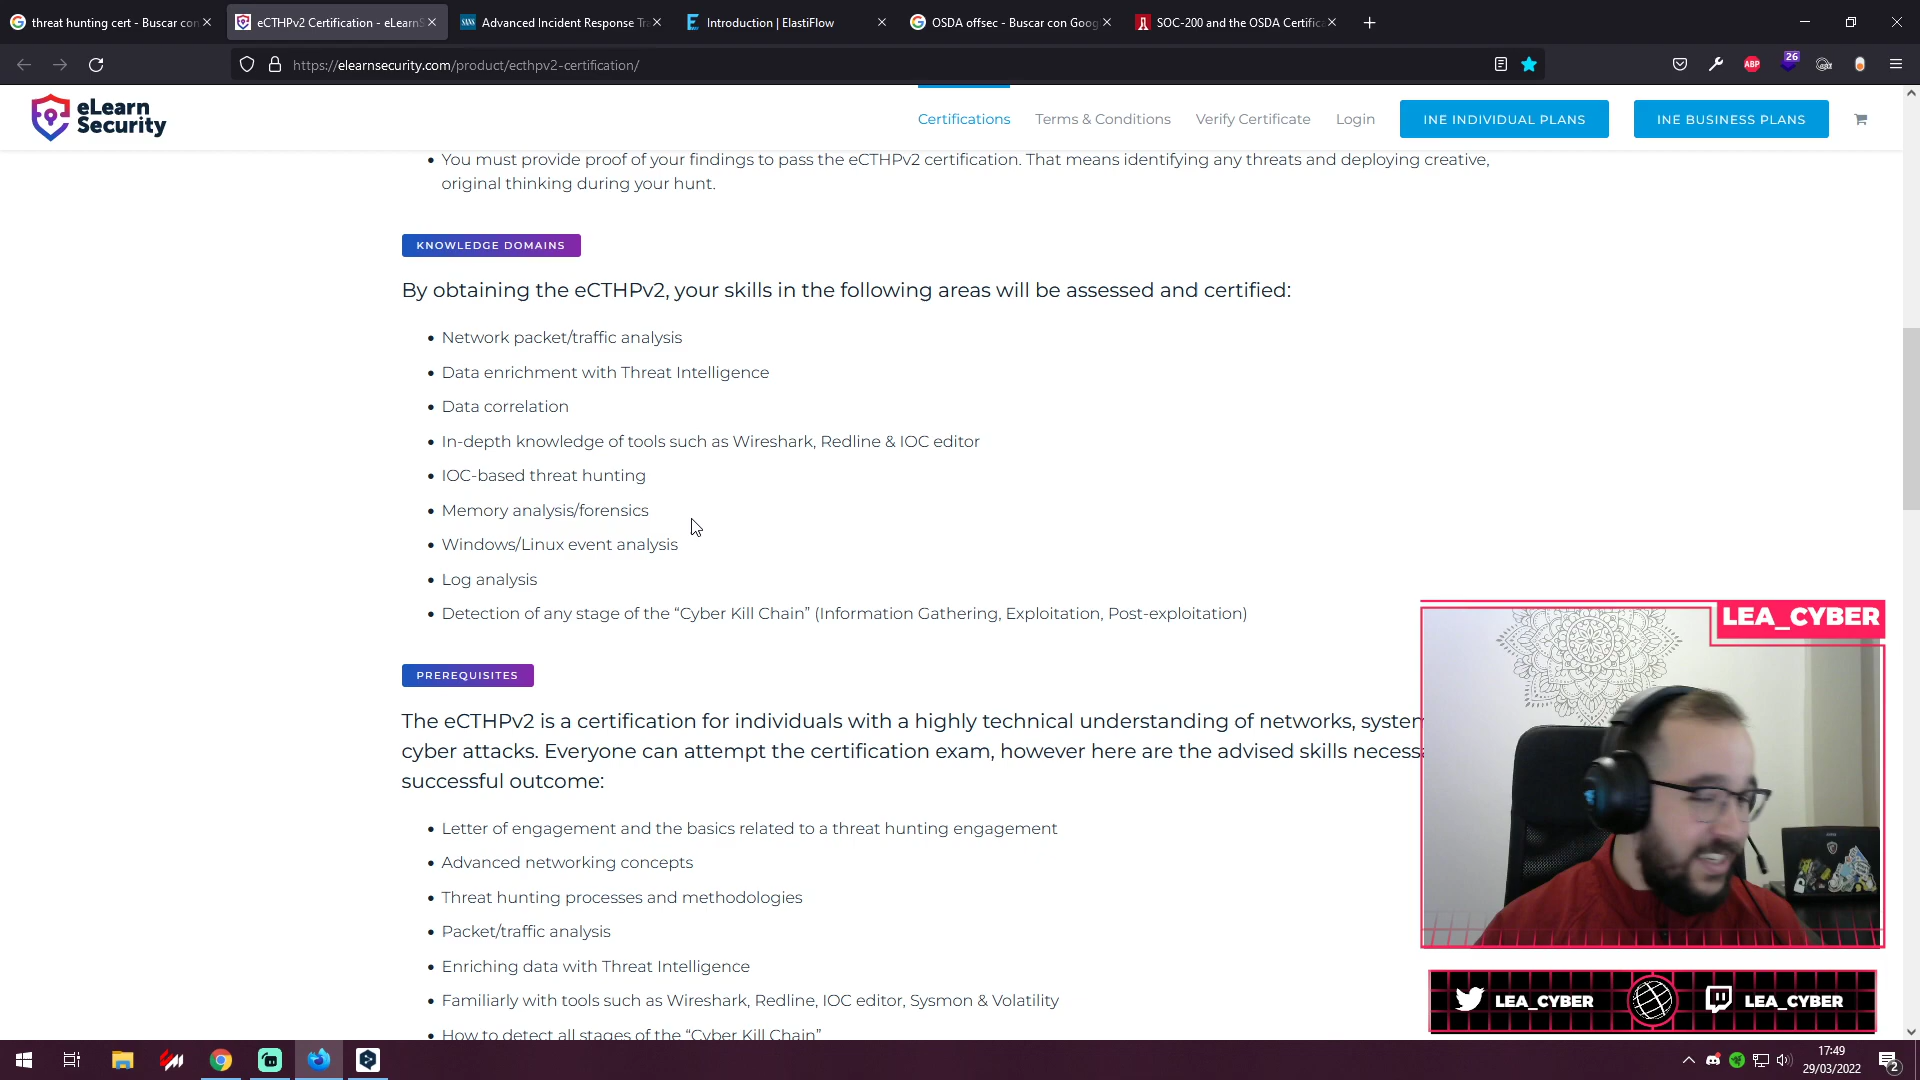 threat hunting cert - Buscar con
eCTHPv2 Certification - eLearnS
Advanced Incident Response Tra
Introduction | ElastiFlow
OSDA offsec - Buscar con Goog
SOC-200 and the OSDA Certifica
https://elearnsecurity.com/product/ecthpv2-certification/
ABP
26
eLearn
Security
Certifications
Terms & Conditions
Verify Certificate
Login
INE INDIVIDUAL PLANS
INE BUSINESS PLANS
• You must provide proof of your findings to pass the eCTHPv2 certification. That means identifying any threats and deploying creative,
original thinking during your hunt.
KNOWLEDGE DOMAINS
By obtaining the eCTHPv2, your skills in the following areas will be assessed and certified:
• Network packet/traffic analysis
• Data enrichment with Threat Intelligence
• Data correlation
• In-depth knowledge of tools such as Wireshark, Redline & IOC editor
• IOC-based threat hunting
• Memory analysis/forensics
• Windows/Linux event analysis
• Log analysis
• Detection of any stage of the “Cyber Kill Chain” (Information Gathering, Exploitation, Post-exploitation)
PREREQUISITES
The eCTHPv2 is a certification for individuals with a highly technical understanding of networks, system
cyber attacks. Everyone can attempt the certification exam, however here are the advised skills necess
successful outcome:
• Letter of engagement and the basics related to a threat hunting engagement
• Advanced networking concepts
• Threat hunting processes and methodologies
• Packet/traffic analysis
• Enriching data with Threat Intelligence
• Familiarly with tools such as Wireshark, Redline, IOC editor, Sysmon & Volatility
• How to detect all stages of the “Cyber Kill Chain”
LEA_CYBER
LEA_CYBER
LEA_CYBER
17:49
29/03/2022
2